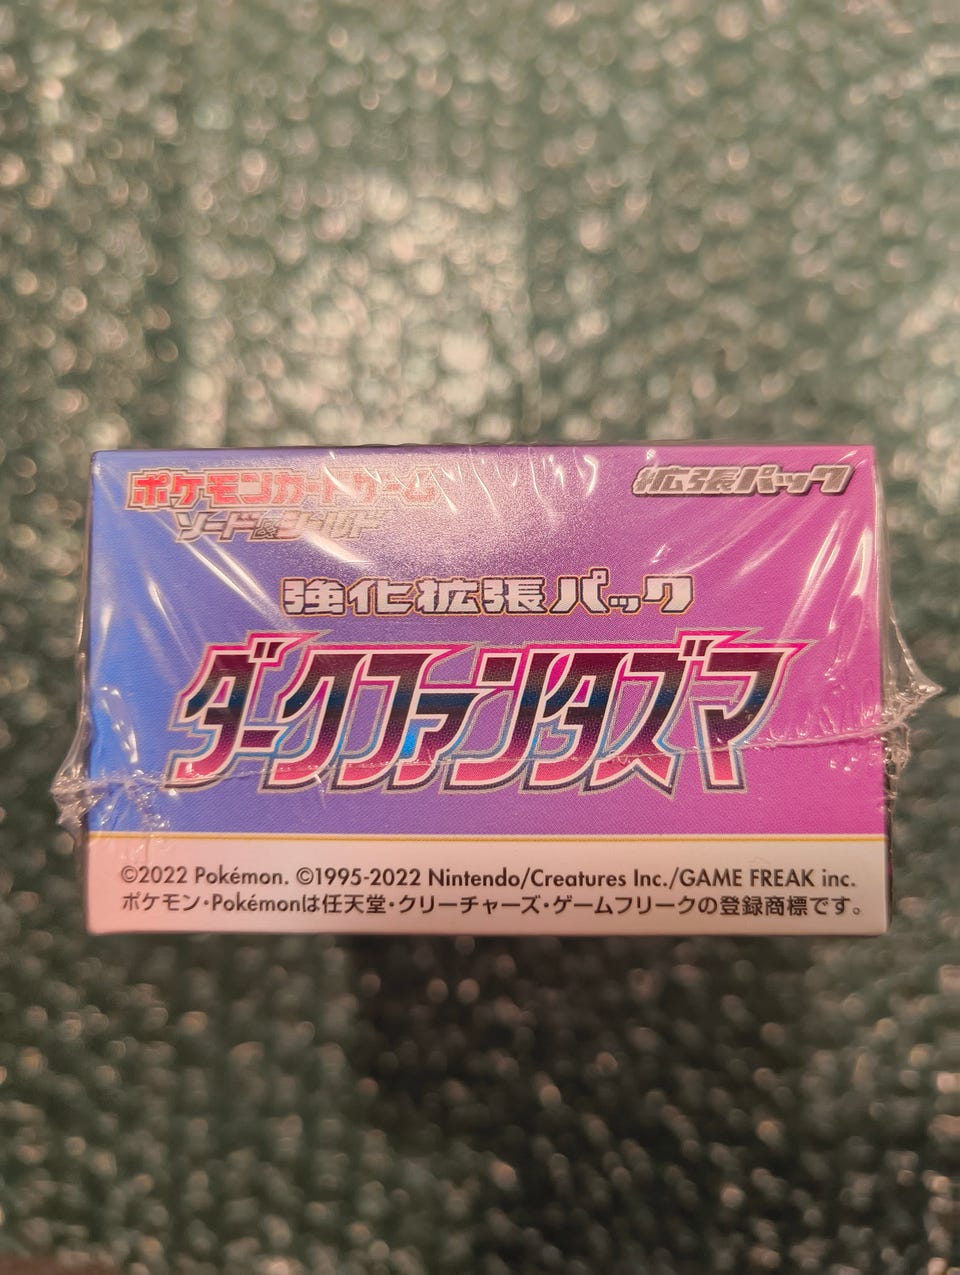 ポケモンカードゲーム
ソード&シールド
拡張パック
強化拡張パック
ダークファンタズマ
©2022 Pokémon. ©1995-2022 Nintendo/Creatures Inc./GAME FREAK inc.
ポケモン・Pokémonは任天堂・クリーチャーズ・ゲームフリークの登録商標です。